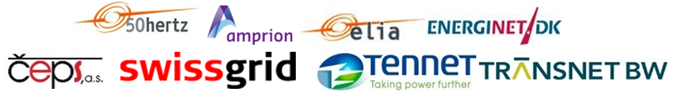 50hertz amprion elia ENERGINET/DK
čeps,a.s. swissgrid TenneT TRANSNET BW
Taking power further